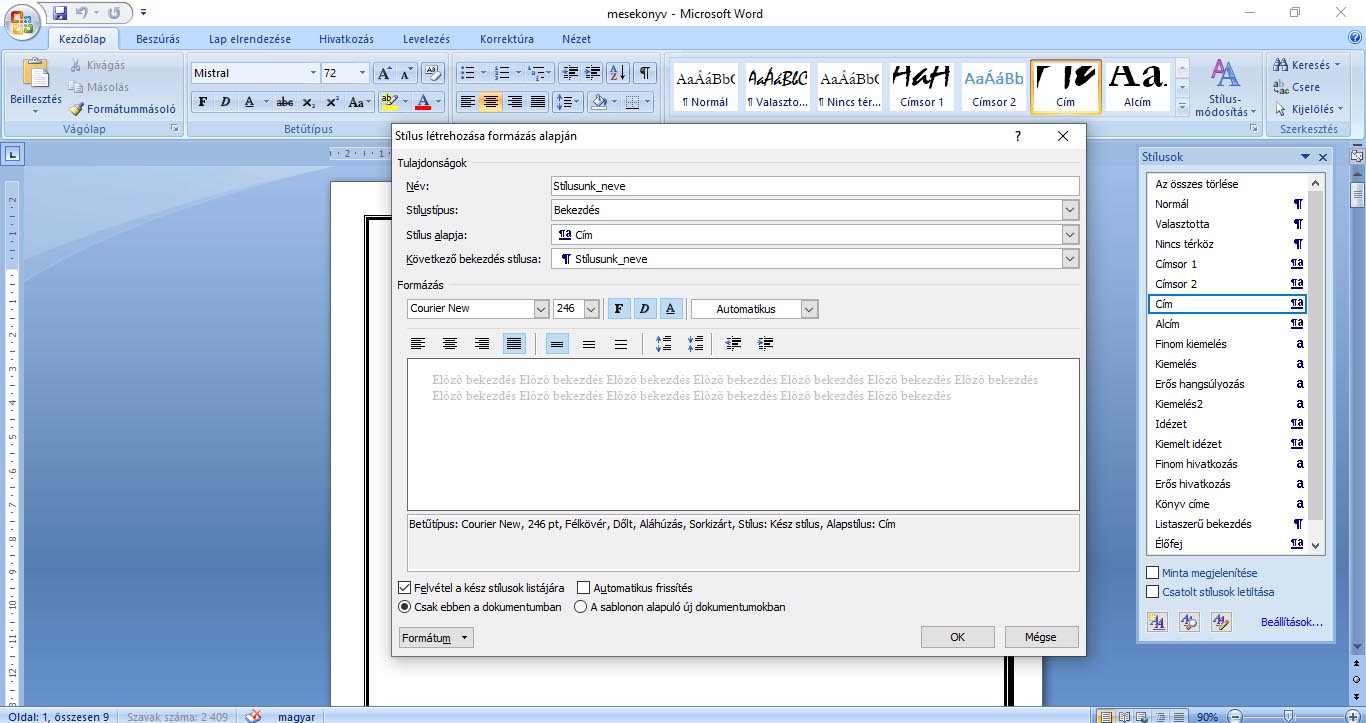 mesekonyv - Microsoft Word
Kezdőlap Beszúrás Lap elrendezése Hivatkozás Levelezés Korrektúra Nézet
Beillesztés
Kivágás
Másolás
Formátummásoló
Vágólap
Mistral 72
F D A abc x₂ x² Aa
Betűtípus
AaÁáBbC AaÁáBbC AaÁáBbC HaH AaÁáBb Aa.
¶ Normál ¶ Valaszto... ¶ Nincs tér... Címsor 1 Címsor 2 Cím Alcím
Stílus-
módosítás
Keresés
Csere
Kijelölés
Szerkesztés
Stílus létrehozása formázás alapján
Tulajdonságok
Név: Stílusunk_neve
Stílustípus: Bekezdés
Stílus alapja: ¶a Cím
Következő bekezdés stílusa: ¶ Stílusunk_neve
Formázás
Courier New 246 F D A Automatikus
Előző bekezdés Előző bekezdés Előző bekezdés Előző bekezdés Előző bekezdés Előző bekezdés Előző bekezdés
Előző bekezdés Előző bekezdés Előző bekezdés Előző bekezdés Előző bekezdés Előző bekezdés
Betűtípus: Courier New, 246 pt, Félkövér, Dőlt, Aláhúzás, Sorkizárt, Stílus: Kész stílus, Alapstílus: Cím
Felvétel a kész stílusok listájára Automatikus frissítés
Csak ebben a dokumentumban A sablonon alapuló új dokumentumokban
Formátum OK Mégse
Stílusok
Az összes törlése
Normál ¶
Valasztotta ¶
Nincs térköz ¶
Címsor 1 ¶a
Címsor 2 ¶a
Cím ¶a
Alcím ¶a
Finom kiemelés a
Kiemelés a
Erős hangsúlyozás a
Kiemelés2 a
Idézet ¶a
Kiemelt idézet ¶a
Finom hivatkozás a
Erős hivatkozás a
Könyv címe a
Listaszerű bekezdés ¶
Élőfej ¶a
Minta megjelenítése
Csatolt stílusok letiltása
Beállítások...
Oldal: 1, összesen 9 Szavak száma: 2 409 magyar 90%